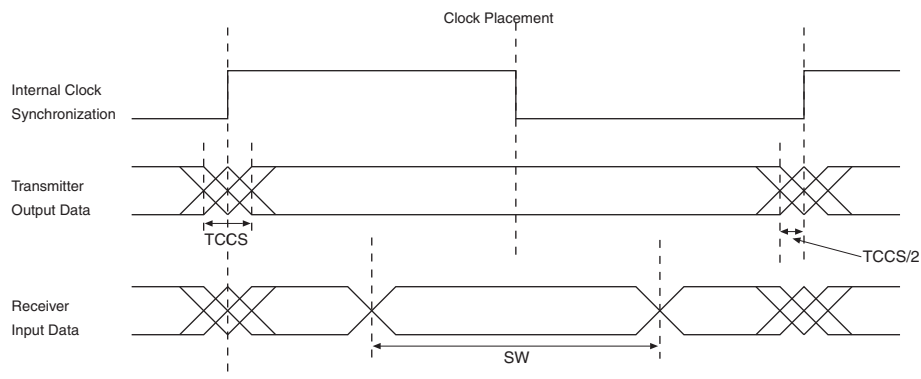 Clock Placement
Internal Clock
Synchronization
Transmitter
Output Data
TCCS
TCCS/2
Receiver
Input Data
SW